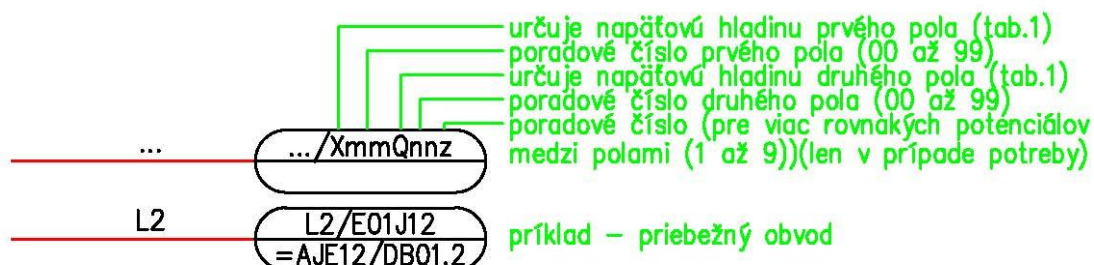 určuje napäťovú hladinu prvého pola (tab.1)
poradové číslo prvého pola (00 až 99)
určuje napäťovú hladinu druhého pola (tab.1)
poradové číslo druhého pola (00 až 99)
poradové číslo (pre viac rovnakých potenciálov
medzi polami (1 až 9))(len v prípade potreby)
...
.../XmmQnnz
L2
L2/E01J12
=AJE12/DB01.2
príklad – priebežný obvod